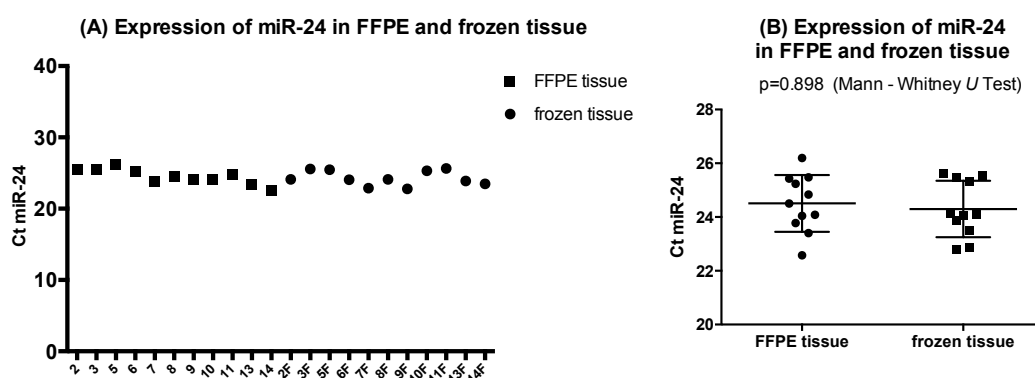 (A) Expression of miR-24 in FFPE and frozen tissue
40
30
20
10
0
Ct miR-24
2 3 5 6 7 8 9 10 11 13 14 2F 3F 5F 6F 7F 8F 9F 10F 11F 13F 14F
FFPE tissue
frozen tissue
(B) Expression of miR-24
in FFPE and frozen tissue
p=0.898 (Mann - Whitney U Test)
28
26
24
22
20
Ct miR-24
FFPE tissue frozen tissue